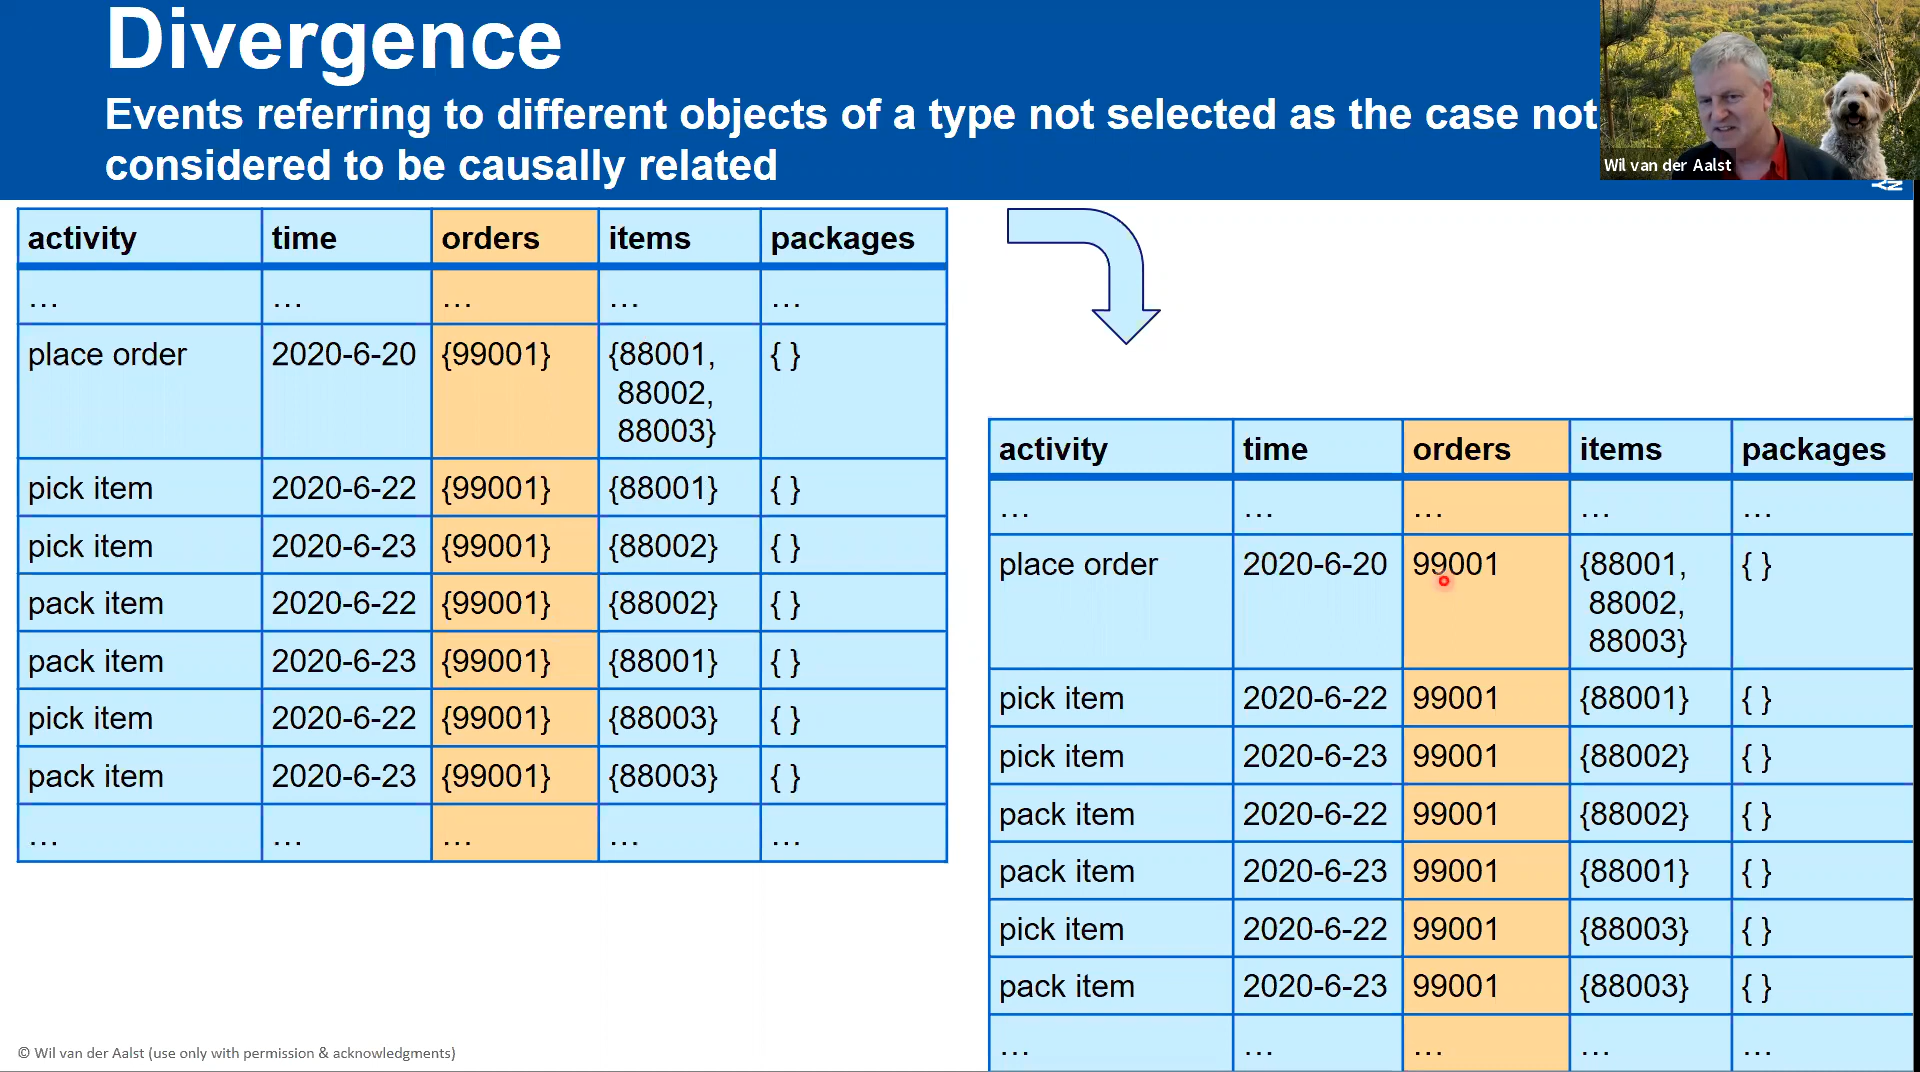 Divergence
Events referring to different objects of a type not selected as the case not
considered to be causally related
Wil van der Aalst
activity time orders items packages
… … … … …
place order 2020-6-20 {99001} {88001, { }
88002,
88003}
pick item 2020-6-22 {99001} {88001} { }
pick item 2020-6-23 {99001} {88002} { }
pack item 2020-6-22 {99001} {88002} { }
pack item 2020-6-23 {99001} {88001} { }
pick item 2020-6-22 {99001} {88003} { }
pack item 2020-6-23 {99001} {88003} { }
… … … … …
activity time orders items packages
… … … … …
place order 2020-6-20 99001 {88001, { }
88002,
88003}
pick item 2020-6-22 99001 {88001} { }
pick item 2020-6-23 99001 {88002} { }
pack item 2020-6-22 99001 {88002} { }
pack item 2020-6-23 99001 {88001} { }
pick item 2020-6-22 99001 {88003} { }
pack item 2020-6-23 99001 {88003} { }
… … … … …
© Wil van der Aalst (use only with permission & acknowledgments)